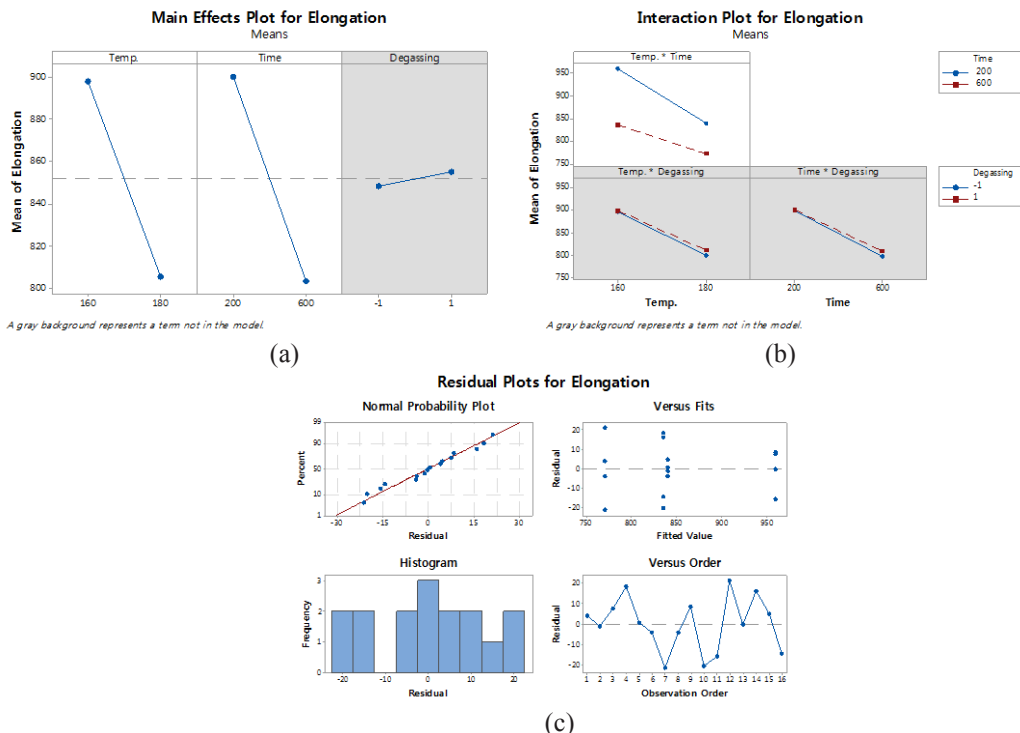 Main Effects Plot for Elongation
Means
Temp. Time Degassing
Mean of Elongation
900
880
860
840
820
800
160 180 200 600 -1 1
A gray background represents a term not in the model.
(a)
Interaction Plot for Elongation
Means
Temp. * Time
Time
200
600
Mean of Elongation
950
900
850
800
750
Temp. * Degassing Time * Degassing
Degassing
-1
1
950
900
850
800
750
160 180 200 600
Temp. Time
A gray background represents a term not in the model.
(b)
Residual Plots for Elongation
Normal Probability Plot
Percent
99
90
50
10
1
-30 -15 0 15 30
Residual
Versus Fits
Residual
20
10
0
-10
-20
750 800 850 900 950
Fitted Value
Histogram
Frequency
3
2
1
0
-20 -10 0 10 20
Residual
Versus Order
Residual
20
10
0
-10
-20
1 2 3 4 5 6 7 8 9 10 11 12 13 14 15 16
Observation Order
(c)